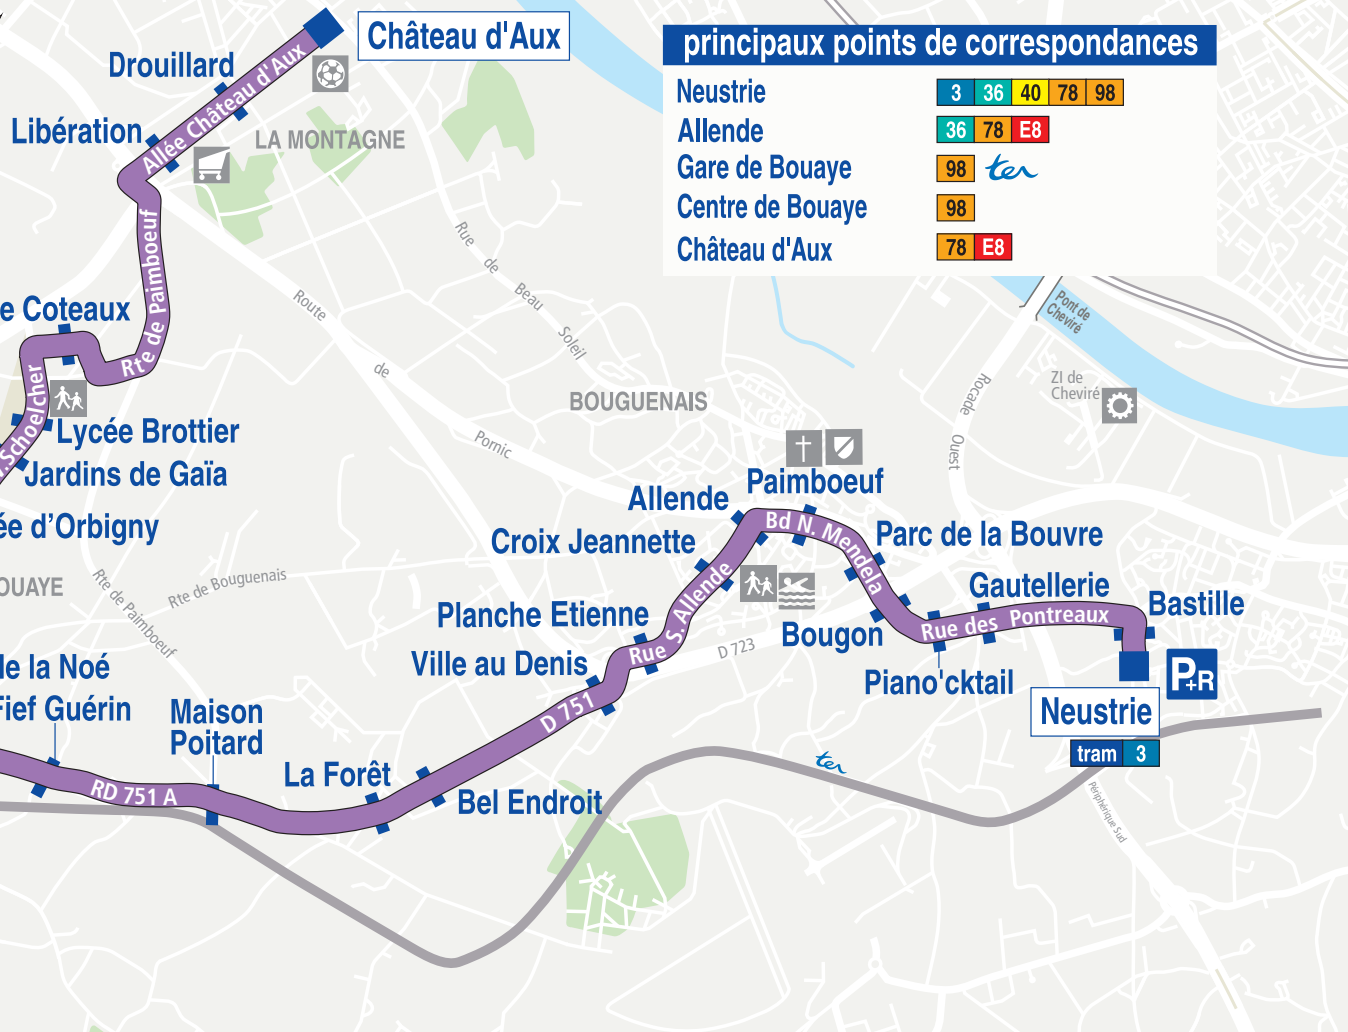 Château d'Aux
Drouillard
Allée Château d'Aux
Libération
LA MONTAGNE
principaux points de correspondances
Neustrie 3 36 40 78 98
Allende 36 78 E8
Gare de Bouaye 98 ter
Centre de Bouaye 98
Château d'Aux 78 E8
Rte de Paimboeuf
e Coteaux
Schoelcher
Lycée Brottier
Jardins de Gaïa
ée d’Orbigny
OUAYE
Rue de Beau Soleil
Route de Pornic
Pont de
Cheviré
ZI de
Cheviré
Rocade Ouest
BOUGUENAIS
Paimboeuf
Allende
Bd N. Mendela
Croix Jeannette
Parc de la Bouvre
Rte de Bouguenais
Rte de Paimboeuf
Gautellerie
Bastille
Planche Etienne
Rue S. Allende
Rue des Pontreaux
Bougon
D 723
Ville au Denis
Piano'cktail
P+R
de la Noé
Fief Guérin
Maison
Poitard
D 751
Neustrie
tram 3
ter
La Forêt
RD 751 A
Bel Endroit
Périphérique Sud